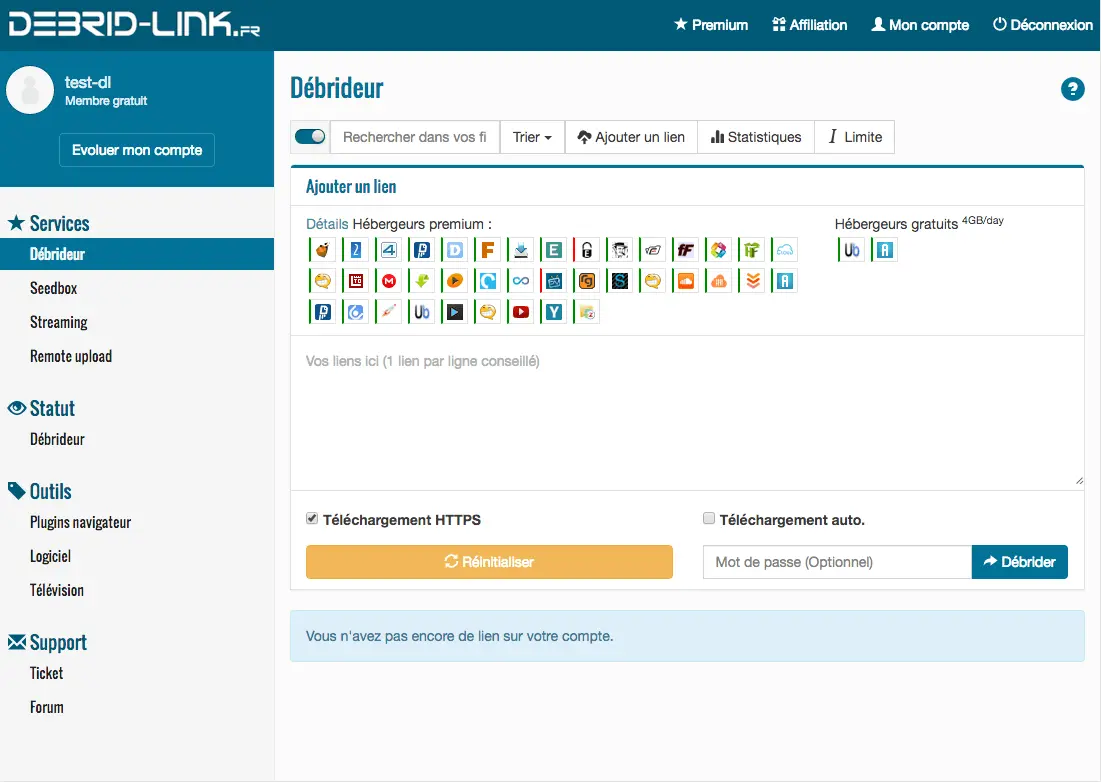 DEBRID-LINK.FR
Premium Affiliation Mon compte Déconnexion
test-dl
Membre gratuit
Evoluer mon compte
Services
Débrideur
Seedbox
Streaming
Remote upload
Statut
Débrideur
Outils
Plugins navigateur
Logiciel
Télévision
Support
Ticket
Forum
Débrideur
?
Rechercher dans vos fi Trier Ajouter un lien Statistiques I Limite
Ajouter un lien
Détails Hébergeurs premium :
Hébergeurs gratuits 4GB/day
Vos liens ici (1 lien par ligne conseillé)
Téléchargement HTTPS
Téléchargement auto.
Réinitialiser
Mot de passe (Optionnel) Débrider
Vous n'avez pas encore de lien sur votre compte.